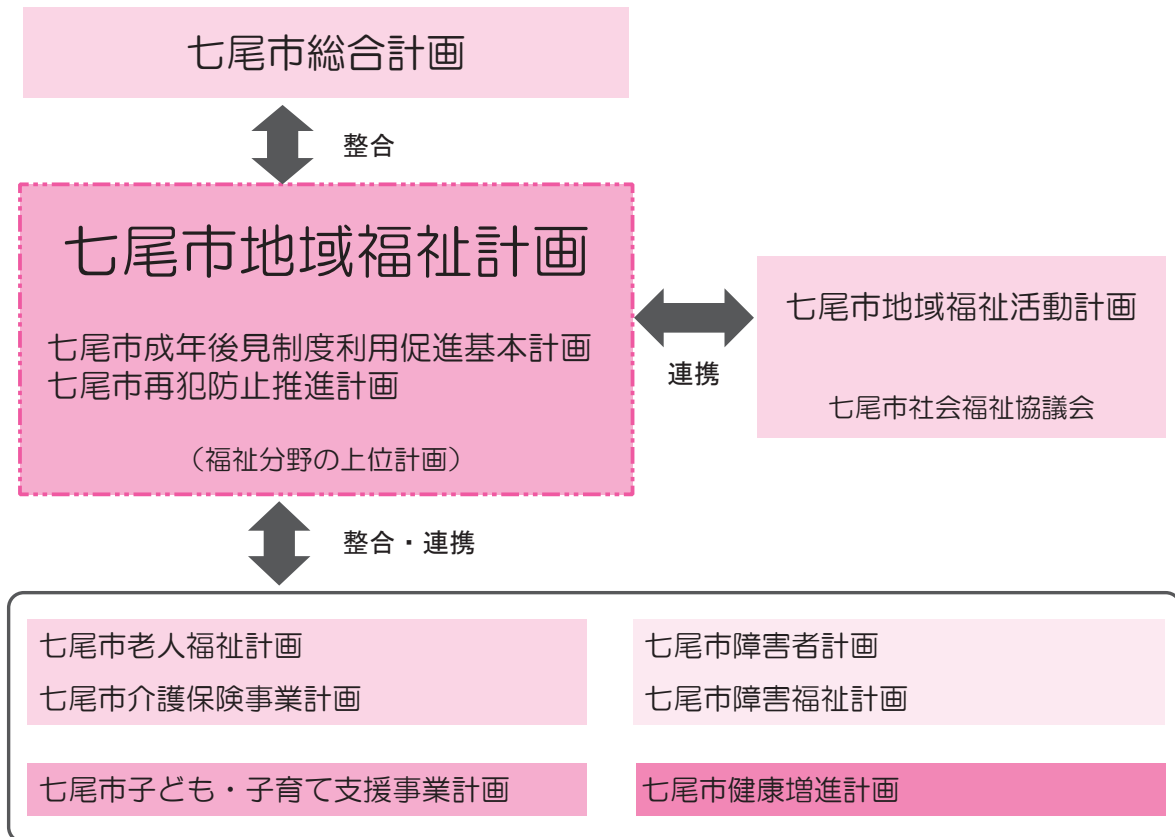 七尾市総合計画
整合
七尾市地域福祉計画
七尾市成年後見制度利用促進基本計画
七尾市再犯防止推進計画
（福祉分野の上位計画）
連携
七尾市地域福祉活動計画
七尾市社会福祉協議会
整合・連携
七尾市老人福祉計画
七尾市介護保険事業計画
七尾市障害者計画
七尾市障害福祉計画
七尾市子ども・子育て支援事業計画
七尾市健康増進計画